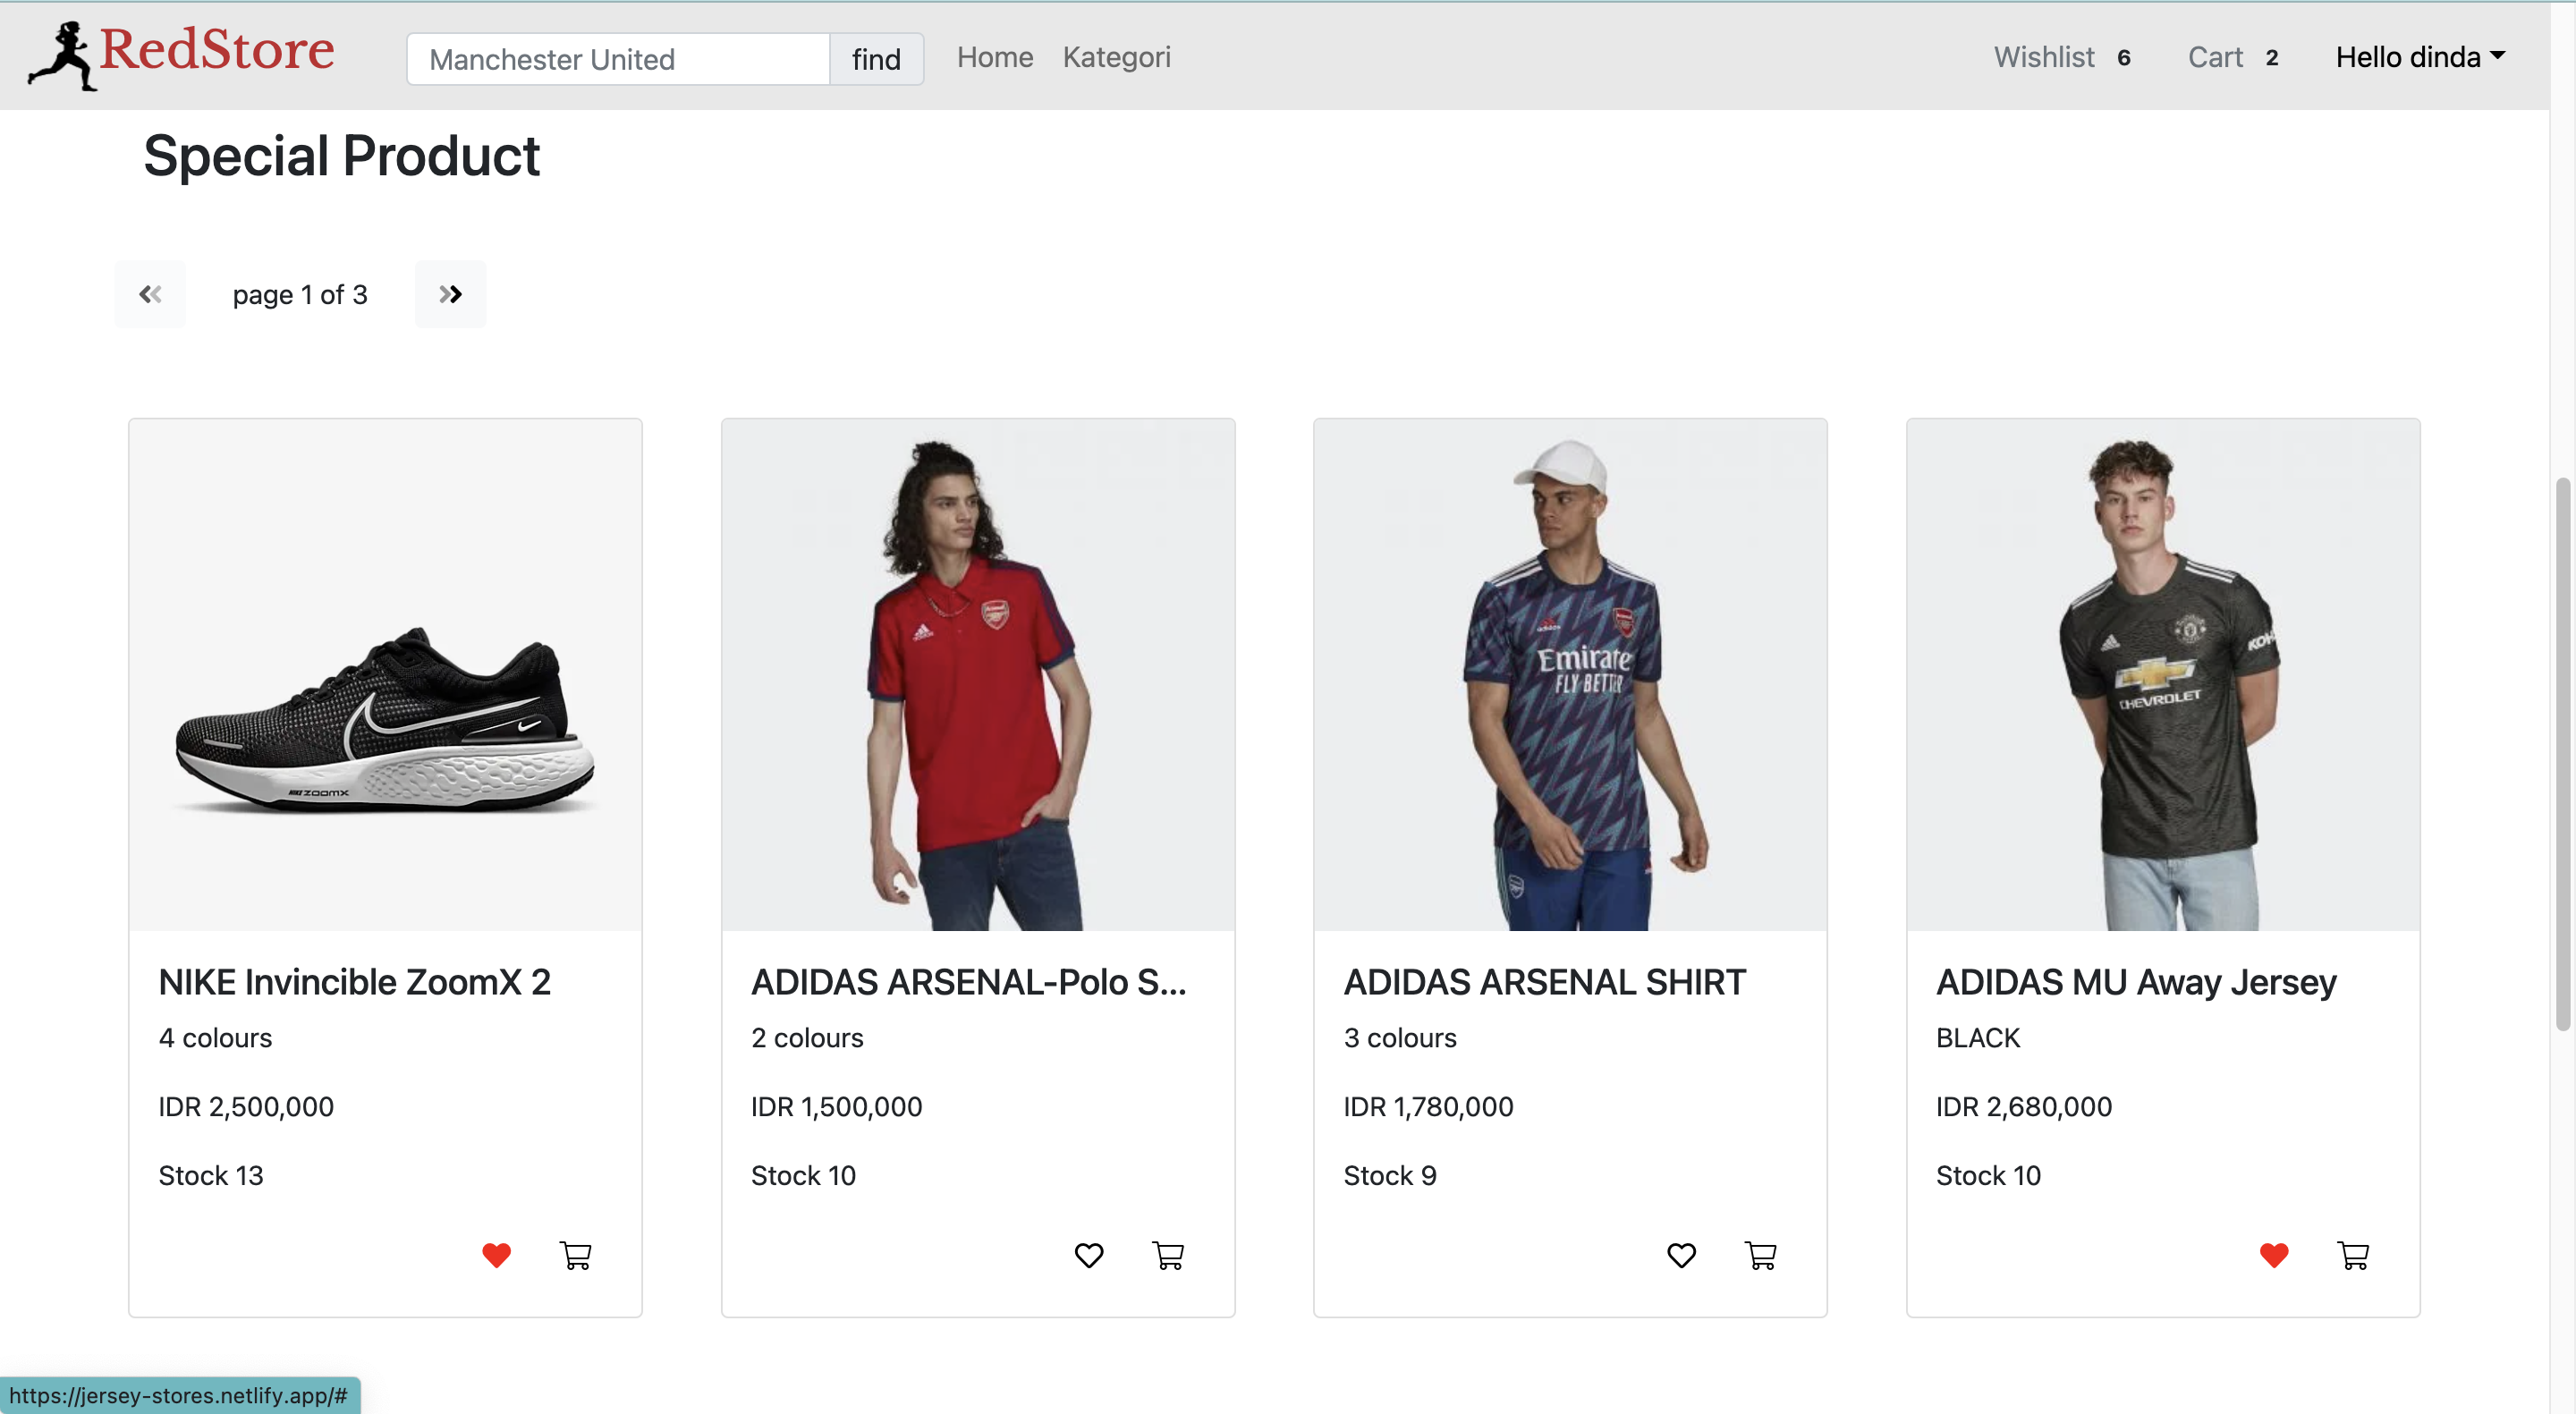 RedStore
Manchester United
find
Home
Kategori
Wishlist 6
Cart 2
Hello dinda
Special Product
page 1 of 3
adidas
Emirate
FLY BETTER
KOH
CHEVROLET
ZOOMX
NIKE Invincible ZoomX 2
4 colours
IDR 2,500,000
Stock 13
ADIDAS ARSENAL-Polo S...
2 colours
IDR 1,500,000
Stock 10
ADIDAS ARSENAL SHIRT
3 colours
IDR 1,780,000
Stock 9
ADIDAS MU Away Jersey
BLACK
IDR 2,680,000
Stock 10
https://jersey-stores.netlify.app/#